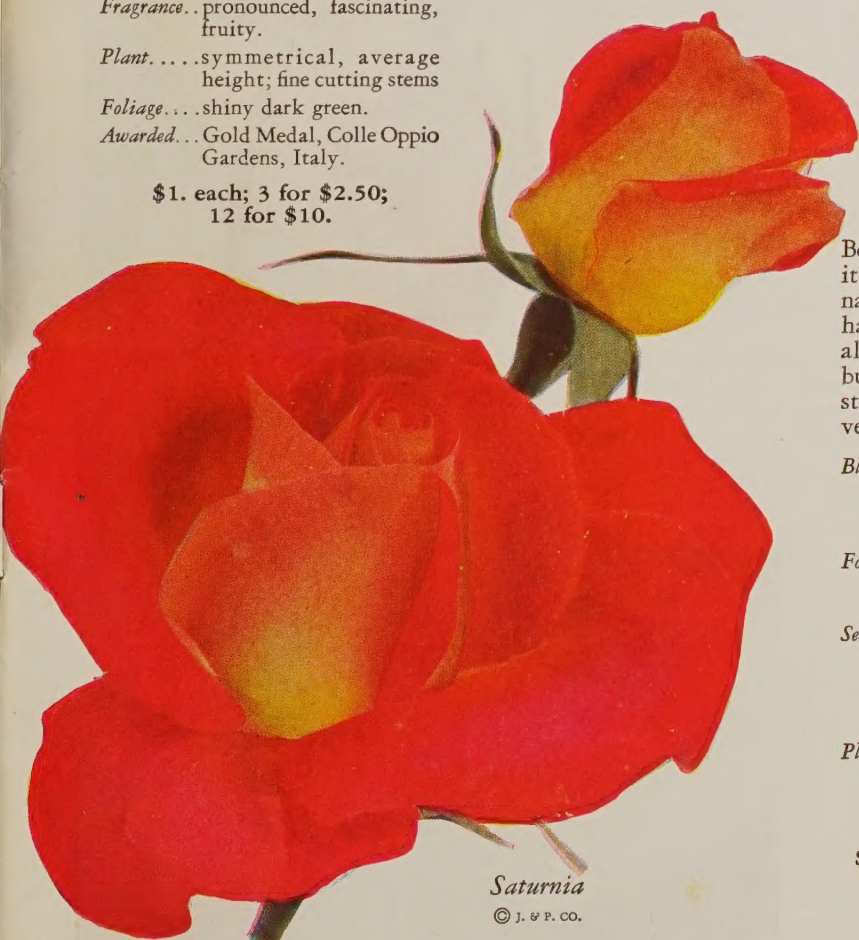 Fragrance.. pronounced, fascinating,
fruity.
Plant..... symmetrical, average
height; fine cutting stems
Foliage.... shiny dark green.
Awarded... Gold Medal, Colle Oppio
Gardens, Italy.
$1. each; 3 for $2.50;
12 for $10.
Saturnia
© J. & P. CO.
it